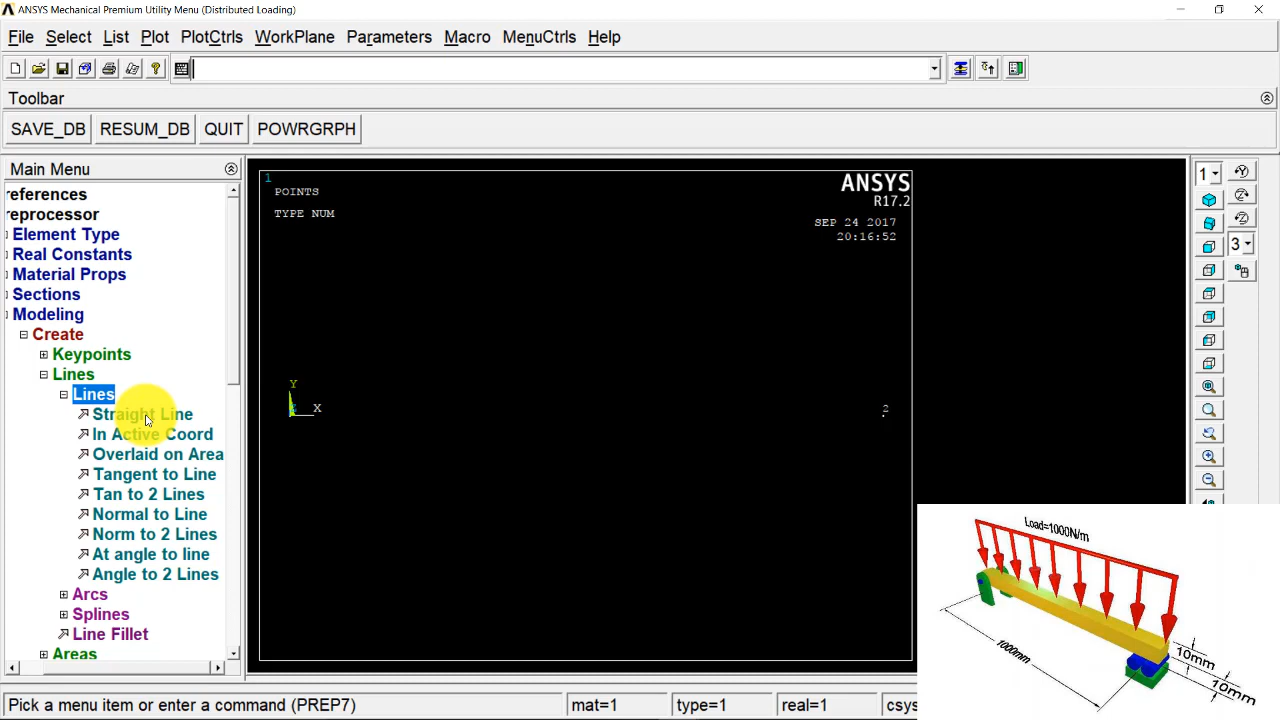 ANSYS Mechanical Premium Utility Menu (Distributed Loading)
File Select List Plot PlotCtrls WorkPlane Parameters Macro MenuCtrls Help
Toolbar
SAVE_DB RESUM_DB QUIT POWRGRPH
Main Menu
references
reprocessor
Element Type
Real Constants
Material Props
Sections
Modeling
Create
Keypoints
Lines
Lines
Straight Line
In Active Coord
Overlaid on Area
Tangent to Line
Tan to 2 Lines
Normal to Line
Norm to 2 Lines
At angle to line
Angle to 2 Lines
Arcs
Splines
Line Fillet
Areas
1
POINTS
TYPE NUM
ANSYS
R17.2
SEP 24 2017
20:16:52
Y
X
2
1
3
Load=1000N/m
1000mm
10mm
10mm
Pick a menu item or enter a command (PREP7) mat=1 type=1 real=1 csys